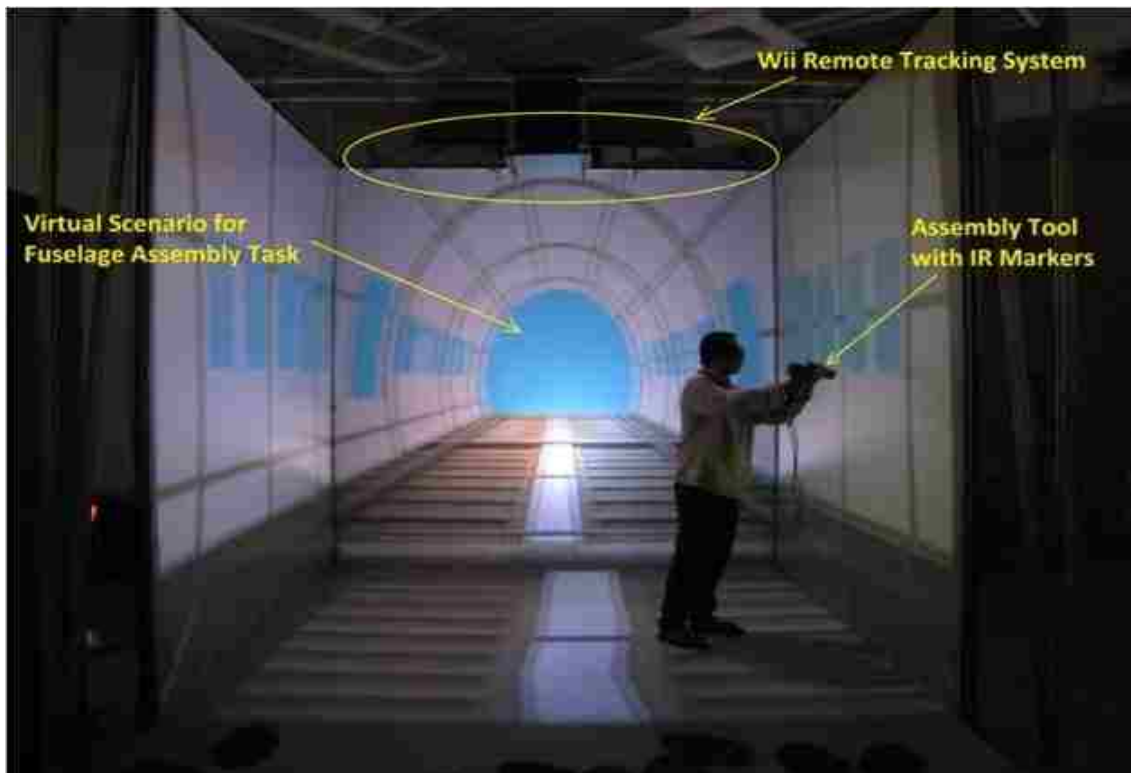 Wii Remote Tracking System
Virtual Scenario for
Fuselage Assembly Task
Assembly Tool
with IR Markers